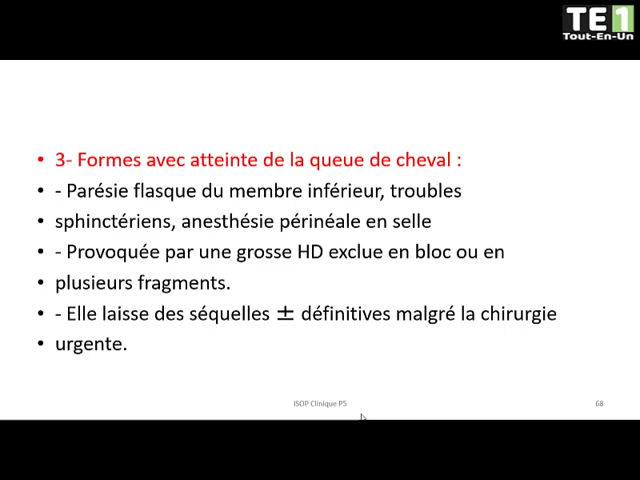 TE1
Tout-En-Un
• 3- Formes avec atteinte de la queue de cheval :
• - Parésie flasque du membre inférieur, troubles
• sphinctériens, anesthésie périnéale en selle
• - Provoquée par une grosse HD exclue en bloc ou en
• plusieurs fragments.
• - Elle laisse des séquelles ± définitives malgré la chirurgie
• urgente.
ISOP Clinique P5 68